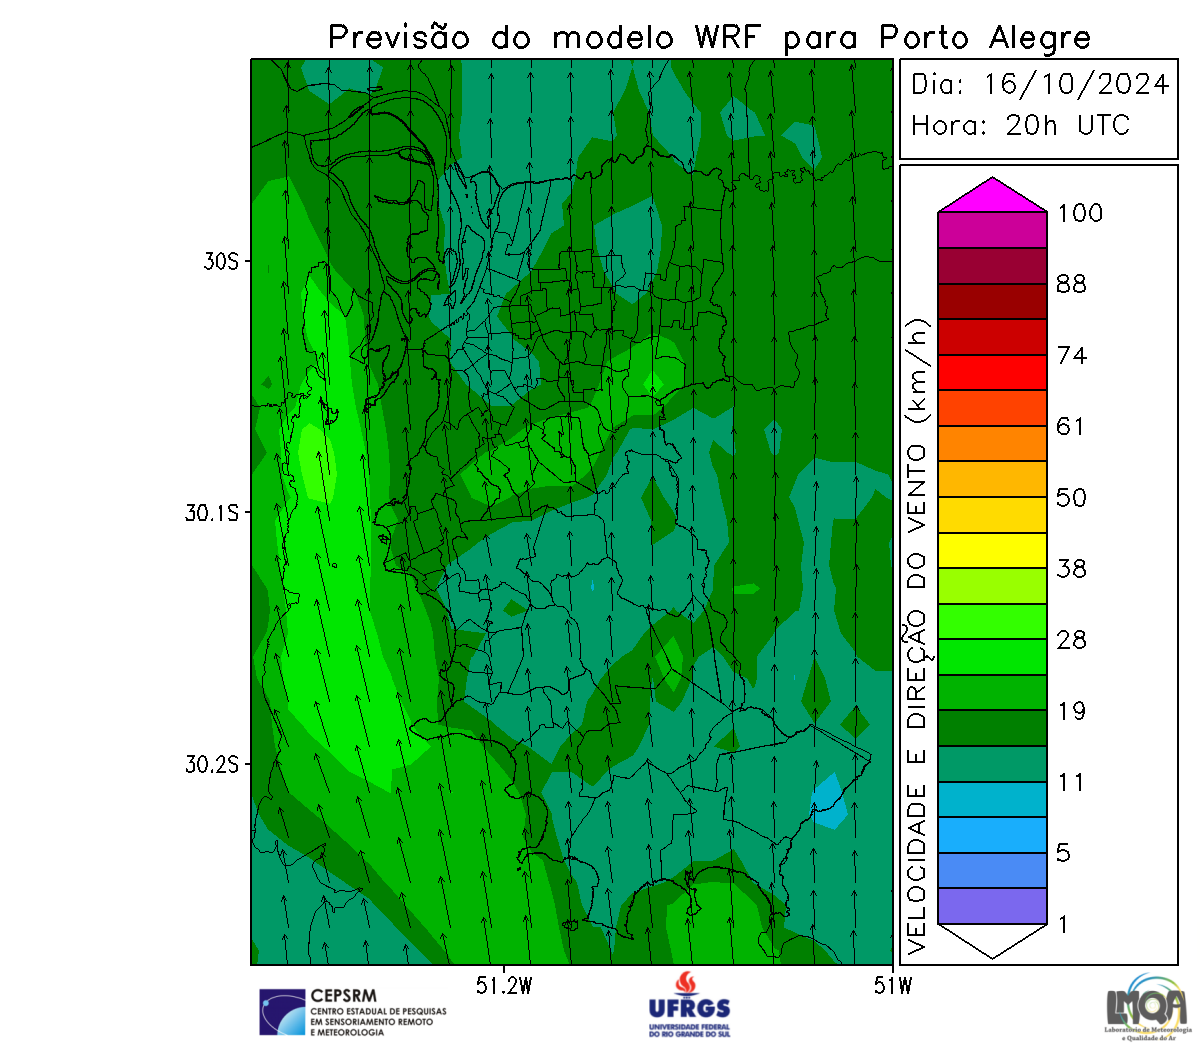 Previsão do modelo WRF para Porto Alegre
Dia: 16/10/2024
Hora: 20h UTC
30S
30.1S
30.2S
51.2W
51W
VELOCIDADE E DIREÇÃO DO VENTO (km/h)
100
88
74
61
50
38
28
19
11
5
1
CEPSRM
CENTRO ESTADUAL DE PESQUISAS
EM SENSORIAMENTO REMOTO
E METEOROLOGIA
UFRGS
UNIVERSIDADE FEDERAL
DO RIO GRANDE DO SUL
LMQA
Laboratório de Meteorologia
e Qualidade do Ar